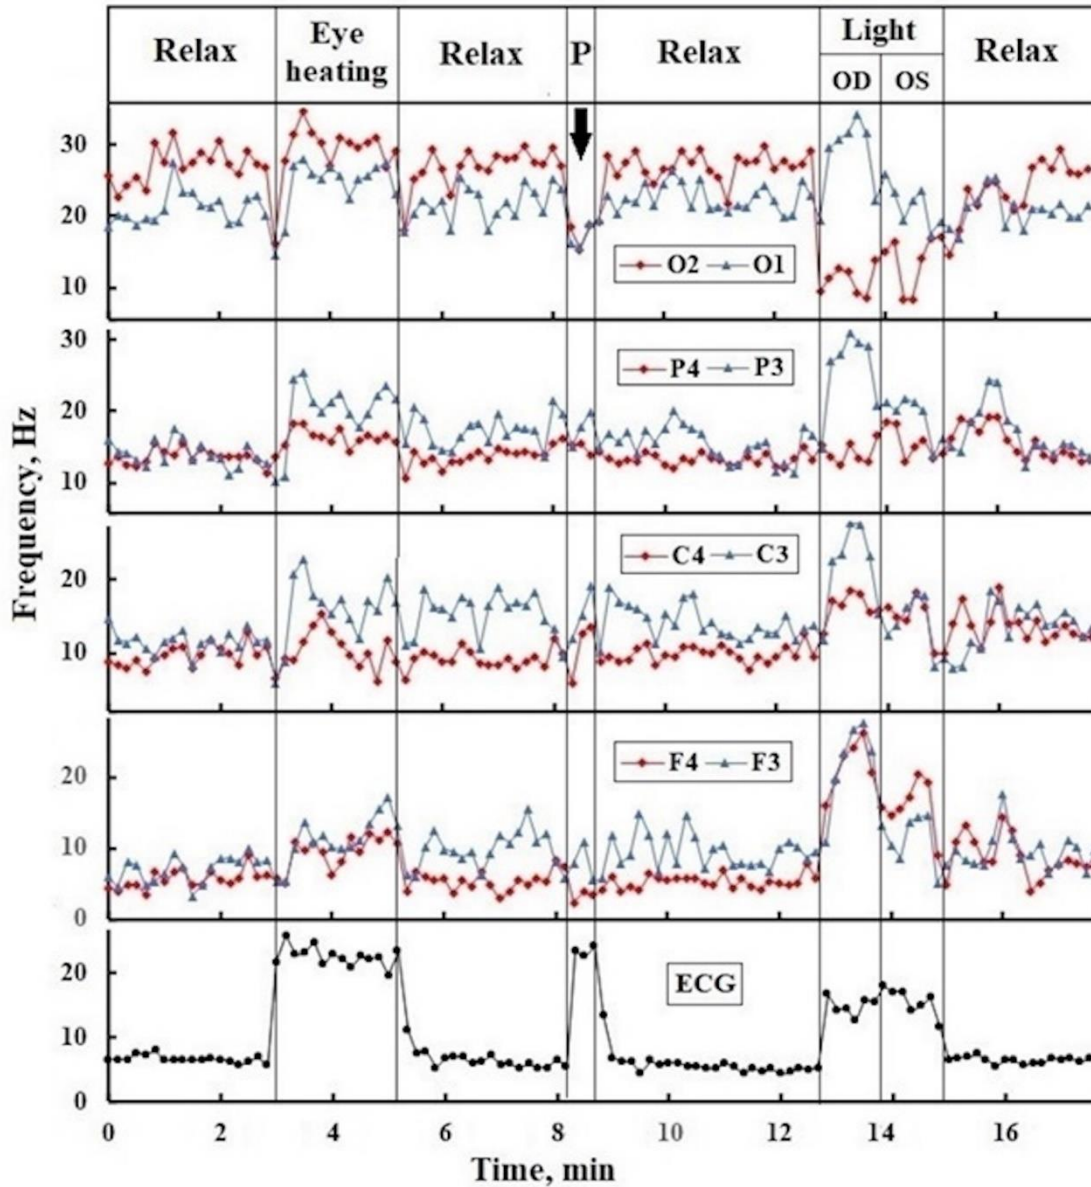 Relax
Eye
heating
Relax
P
Relax
Light
OD OS
Relax
30
20
10
O2 O1
30
20
10
P4 P3
20
10
C4 C3
20
10
0
F4 F3
20
10
0
ECG
0 2 4 6 8 10 12 14 16
Time, min
Frequency, Hz